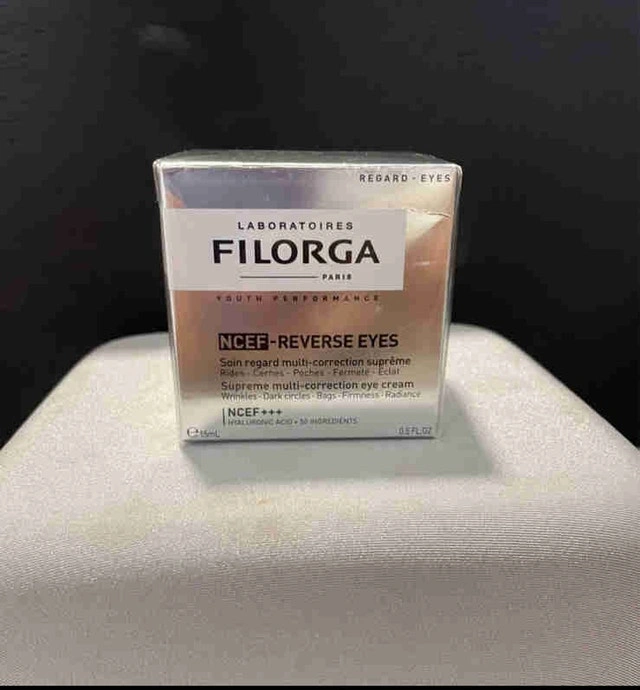 REGARD - EYES
LABORATOIRES
FILORGA
PARIS
YOUTH PERFORMANCE
NCEF-REVERSE EYES
Soin regard multi-correction suprême
Rides - Cernes - Poches - Fermeté - Éclat
Supreme multi-correction eye cream
Wrinkles - Dark circles - Bags - Firmness - Radiance
NCEF+++
HYALURONIC ACID + 50 INGREDIENTS
℮ 15mL 0.5 FL.OZ